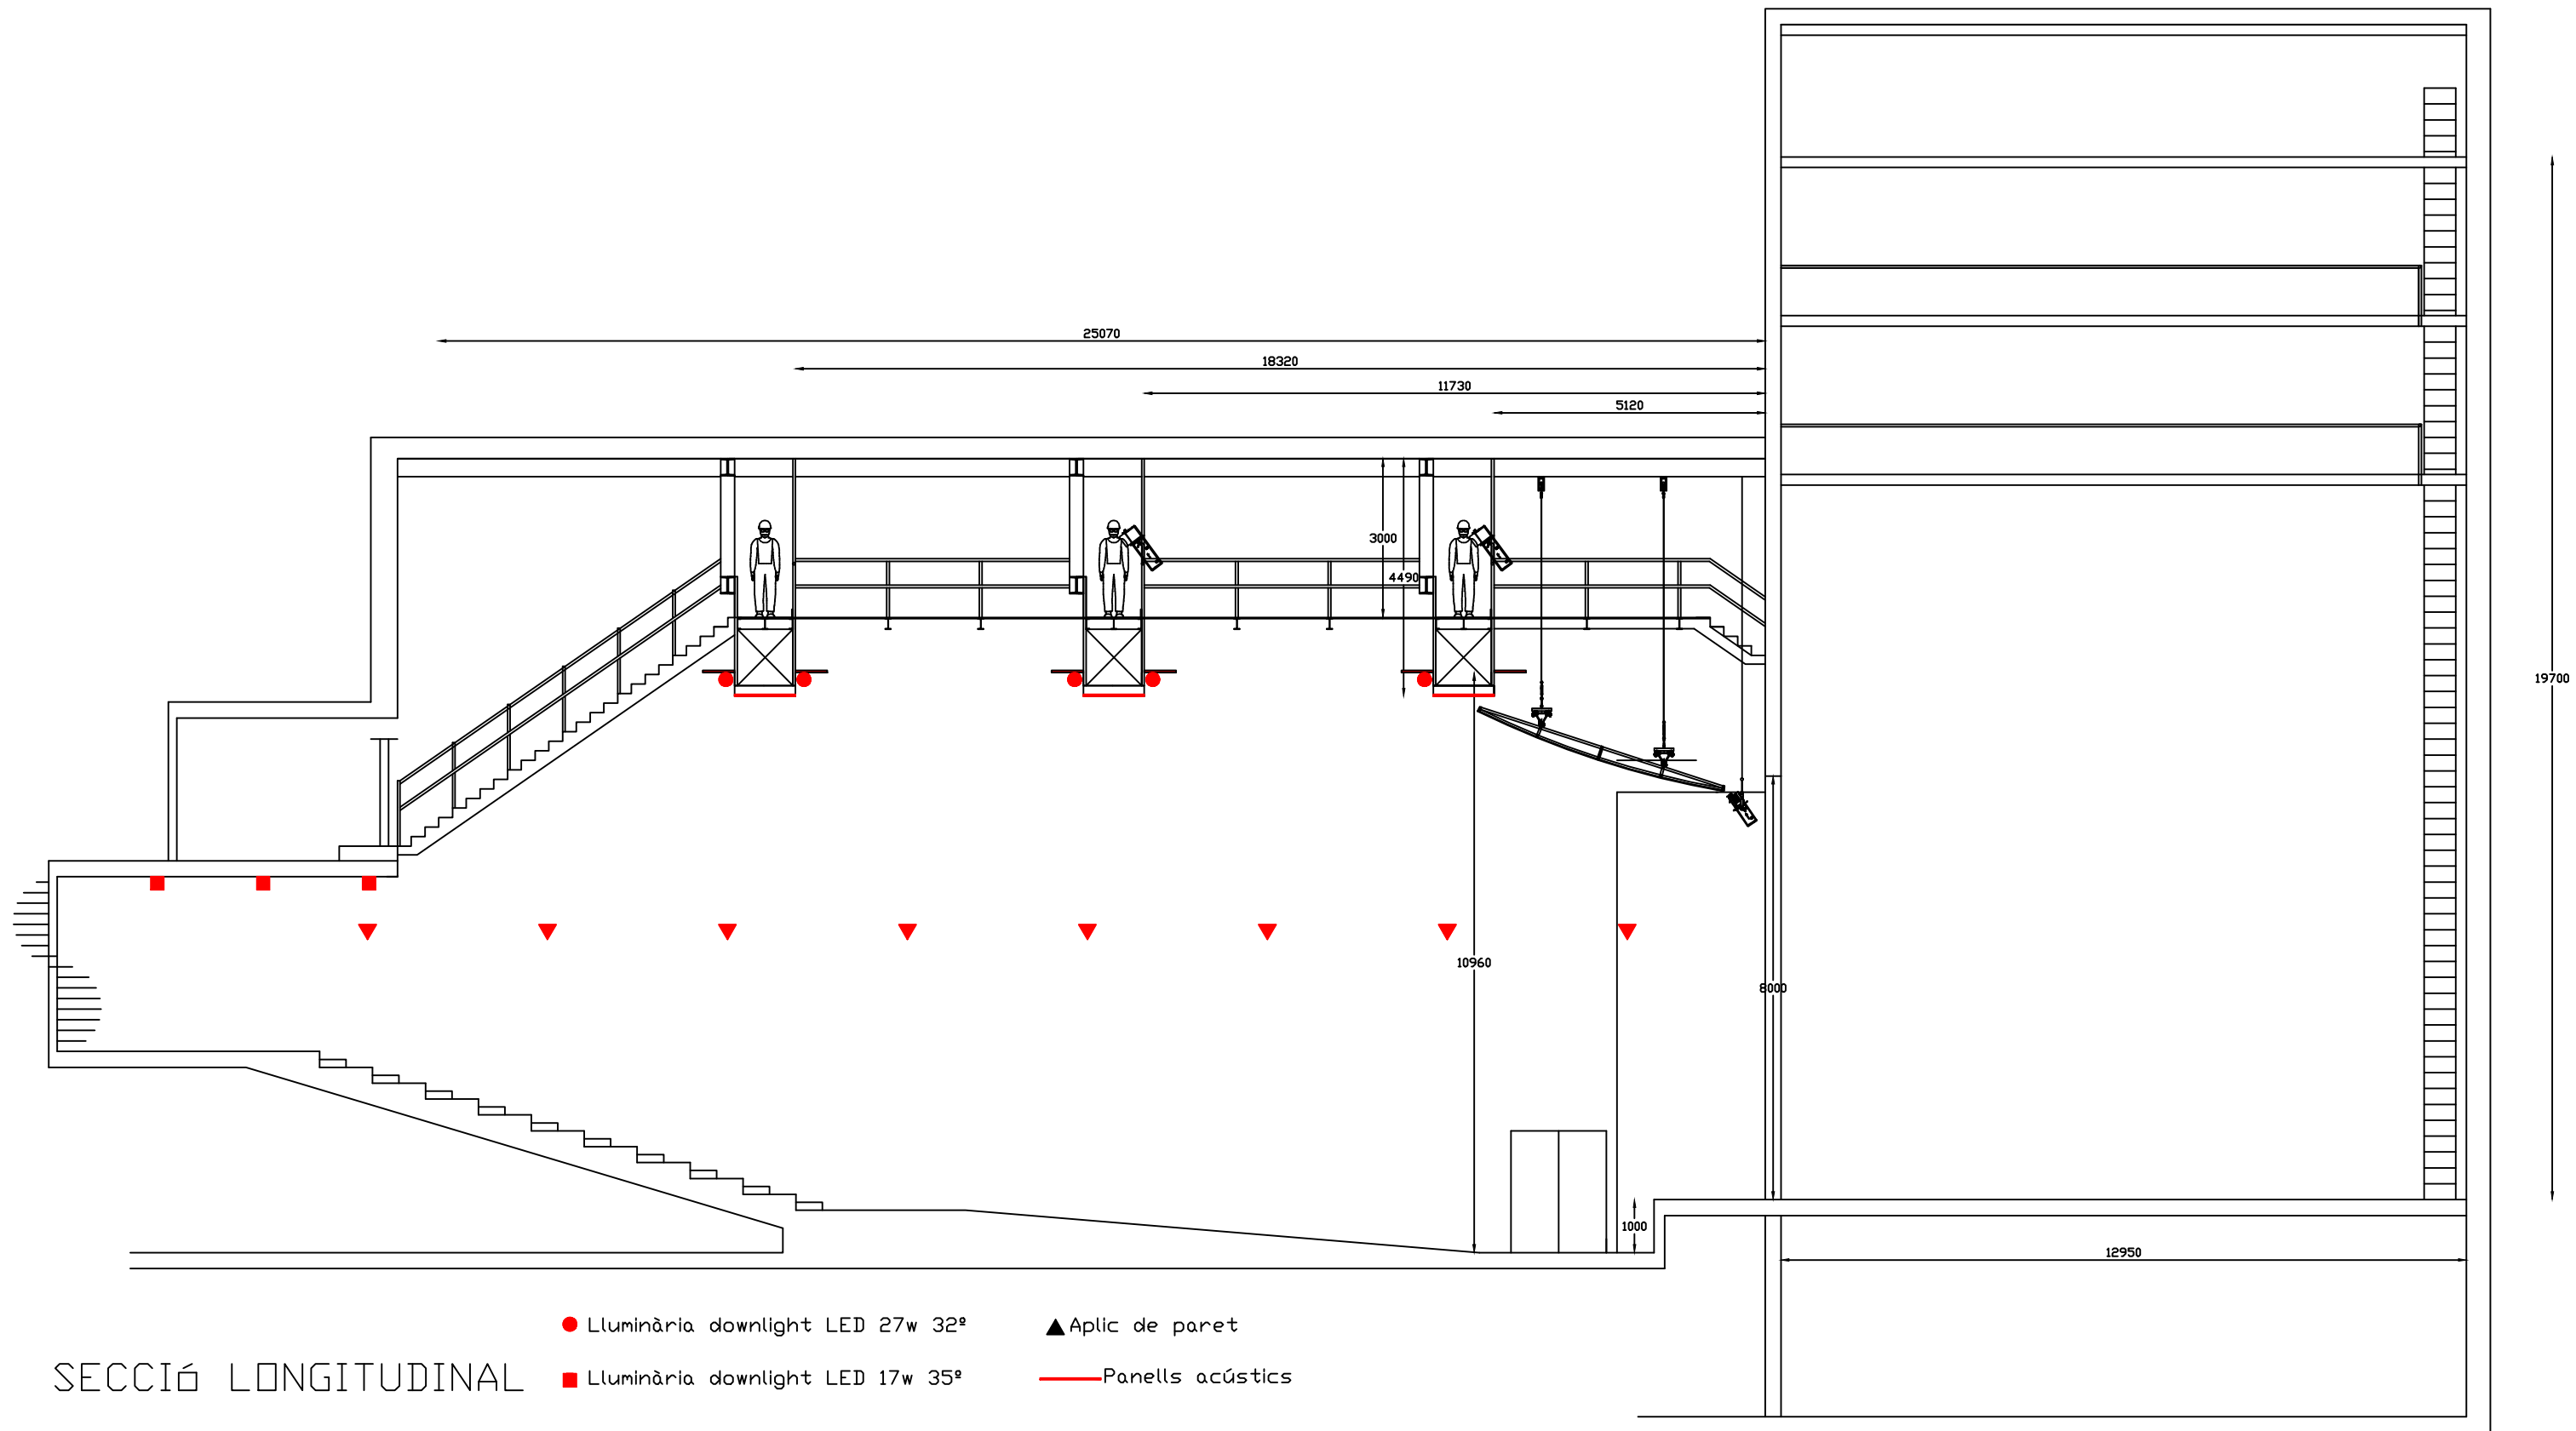 25070
18320
11730
5120
3000
4490
19700
10960
8000
1000
12950
Lluminària downlight LED 27w 32º
Aplic de paret
SECCIó LONGITUDINAL
Lluminària downlight LED 17w 35º
Panells acústics